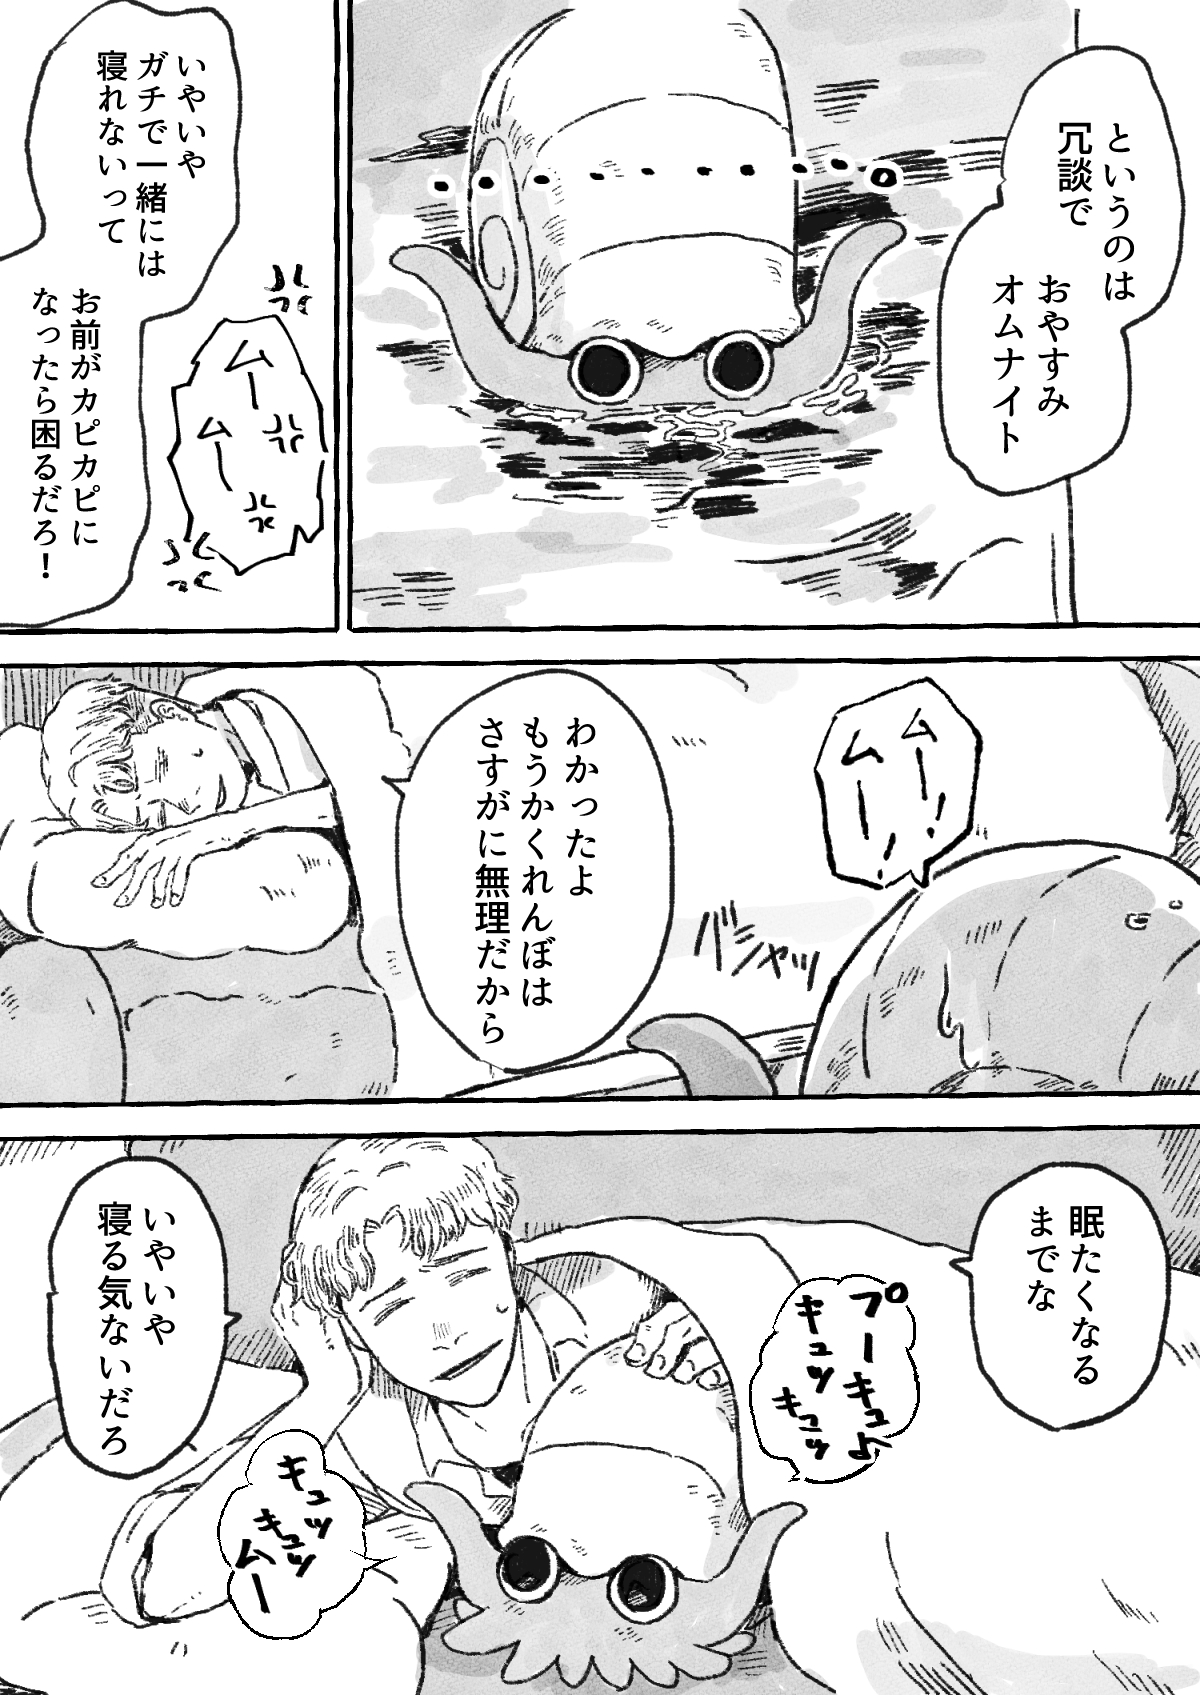 というのは
冗談で
おやすみ
オムナイト
いやいや
ガチで一緒には
寝れないって
ムー
ムー
お前がカピカピに
なったら困るだろ！
ムー！
ムー！
バシャッ
わかったよ
もうかくれんぼは
さすがに無理だから
眠たくなる
までな
プーキュよ
キュッ
キュッ
いやいや
寝る気ないだろ
キュッ
キュッ
ムー